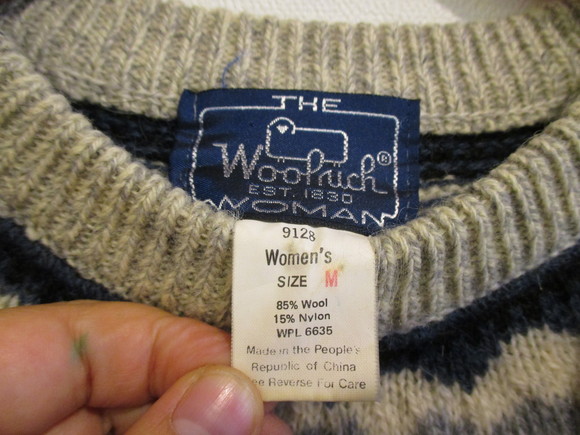 THE
Woolrich®
EST. 1830
WOMAN
9128
Women's
SIZE M
85% Wool
15% Nylon
WPL 6635
Made in the People's
Republic of China
ee Reverse For Care